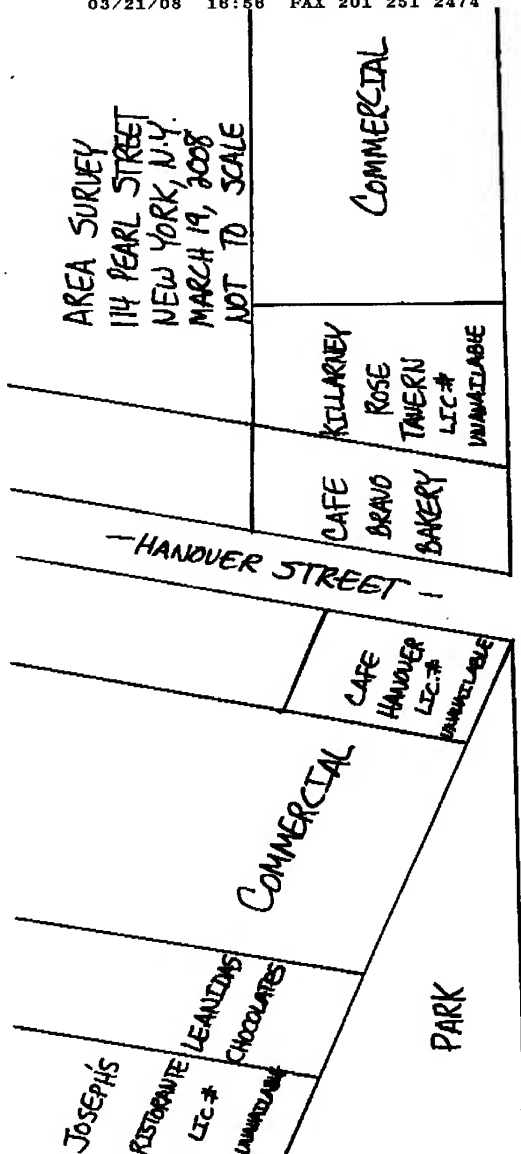 03/21/08 16:56 FAX 201 251 2474
AREA SURVEY
114 PEARL STREET
NEW YORK, N.Y.
MARCH 19, 2008
NOT TO SCALE
COMMERCIAL
KILLARNEY
ROSE
TAVERN
LIC#
UNAVAILABLE
CAFE
BRAVO
BAKERY
-HANOVER STREET-
CAFE
HANOVER
LIC.#
UNAVAILABLE
COMMERCIAL
LEANIDAS
CHOCOLATES
JOSEPH'S
RISTORANTE
LIC#
UNAVAILABLE
PARK